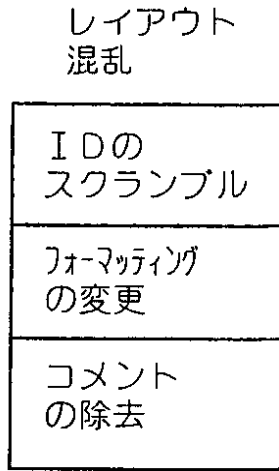 レイアウト
混乱
ＩＤの
スクランブル
フォーマッティング
の変更
コメント
の除去